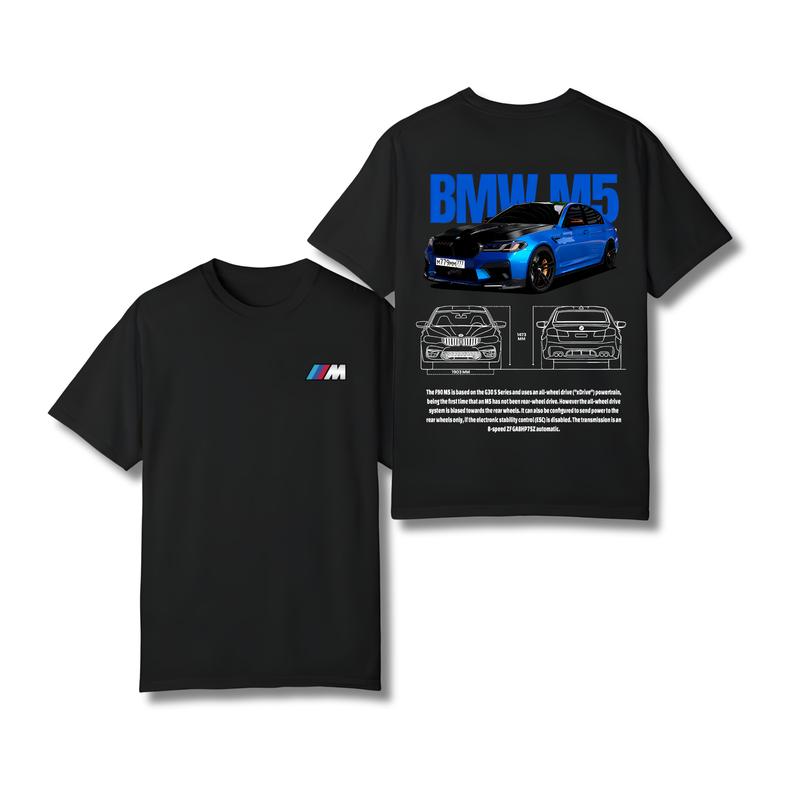 M
BMW M5
M779MM777
1473
MM
1903 MM
The F90 M5 is based on the G30 5 Series and uses an all-wheel drive ("xDrive") powertrain,
being the first time that an M5 has not been rear-wheel drive. However the all-wheel drive
system is biased towards the rear wheels. It can also be configured to send power to the
rear wheels only, if the electronic stability control (ESC) is disabled. The transmission is an
8-speed ZF GA8HP75Z automatic.